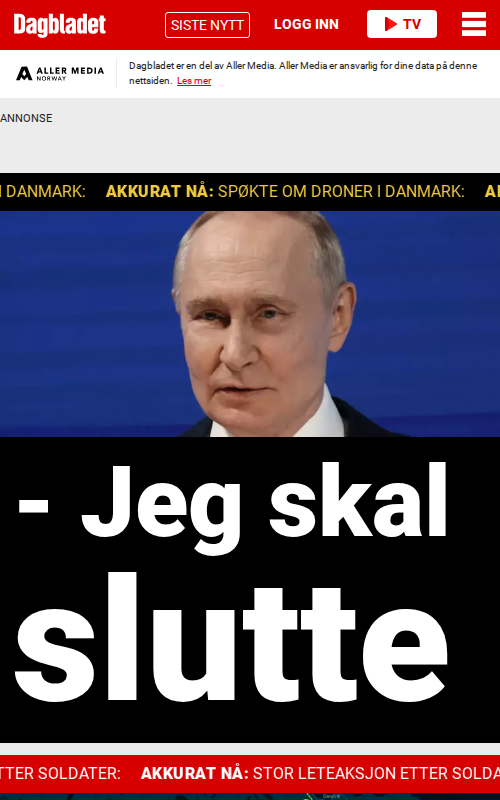 Dagbladet
SISTE NYTT
LOGG INN
TV
ALLER MEDIA
NORWAY
Dagbladet er en del av Aller Media. Aller Media er ansvarlig for dine data på denne
nettsiden. Les mer
ANNONSE
I DANMARK: AKKURAT NÅ: SPØKTE OM DRONER I DANMARK:
- Jeg skal
slutte
TTER SOLDATER: AKKURAT NÅ: STOR LETEAKSJON ETTER SOLDA